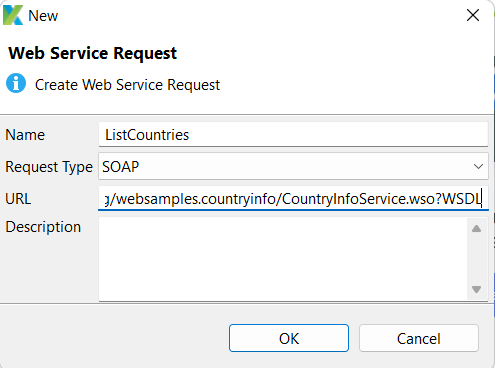 New
Web Service Request
Create Web Service Request
Name ListCountries
Request Type SOAP
URL g/websamples.countryinfo/CountryInfoService.wso?WSDL
Description
OK Cancel